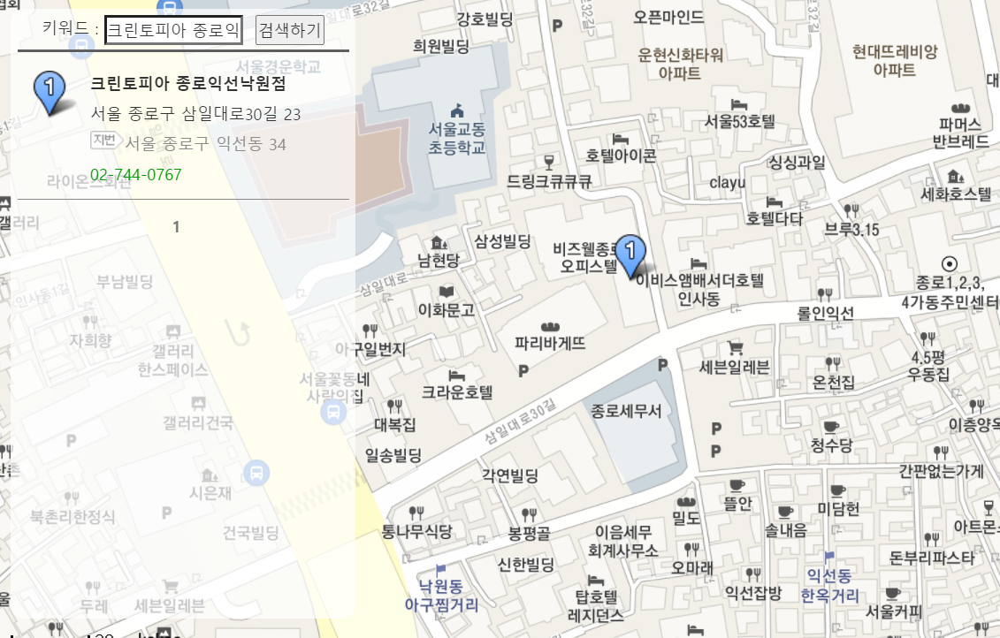 키워드 :
크린토피아 종로익
검색하기
1
크린토피아 종로익선낙원점
서울 종로구 삼일대로30길 23
지번
서울 종로구 익선동 34
02-744-0767
1
삼일대로32길
강호빌딩
희원빌딩
P
오픈마인드
운현신화타워
아파트
현대뜨레비앙
아파트
서울경운학교
서울교동
초등학교
서울53호텔
파머스
반브레드
호텔아이콘
싱싱과일
드링크큐큐큐
clayu
세화호스텔
라이온스회관
갤러리
호텔다타
브루3.15
삼성빌딩
남현당
비즈웰종로
오피스텔
1
이비스앰배서더호텔
인사동
종로1,2,3,
4가동주민센터
부남빌딩
인사동1길
삼일대로
이화문고
롤인익선
자희향
갤러리
한스페이스
아구일번지
파리바게뜨
P
P
세븐일레븐
4.5평
우동집
온천집
서울꽃동네
사랑의집
크라운호텔
종로세무서
대복집
갤러리건국
삼일대로30길
이층양옥
P
P
P
청수당
일송빌딩
각연빌딩
간판없는가게
시은재
뜰안
미담헌
북촌리한정식
P
밀도
솔내음
건국빌딩
통나무식당
봉평골
이음세무
회계사무소
아트몬스
신한빌딩
오마래
돈부리파스타
낙원동
아구찜거리
익선동
한옥거리
탑호텔
레지던스
익선잡방
서울커피
두레
세븐일레븐